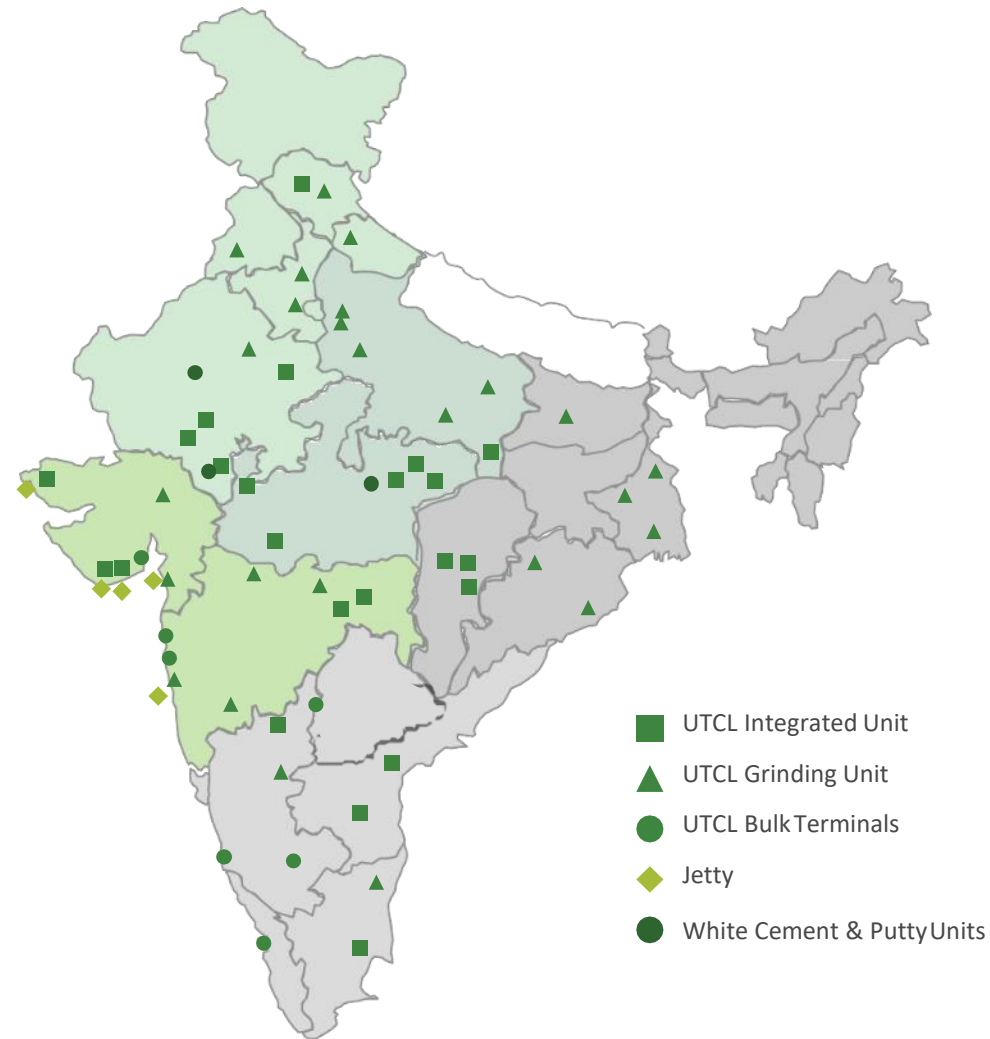 UTCL Integrated Unit
UTCL Grinding Unit
UTCL Bulk Terminals
Jetty
White Cement & Putty Units